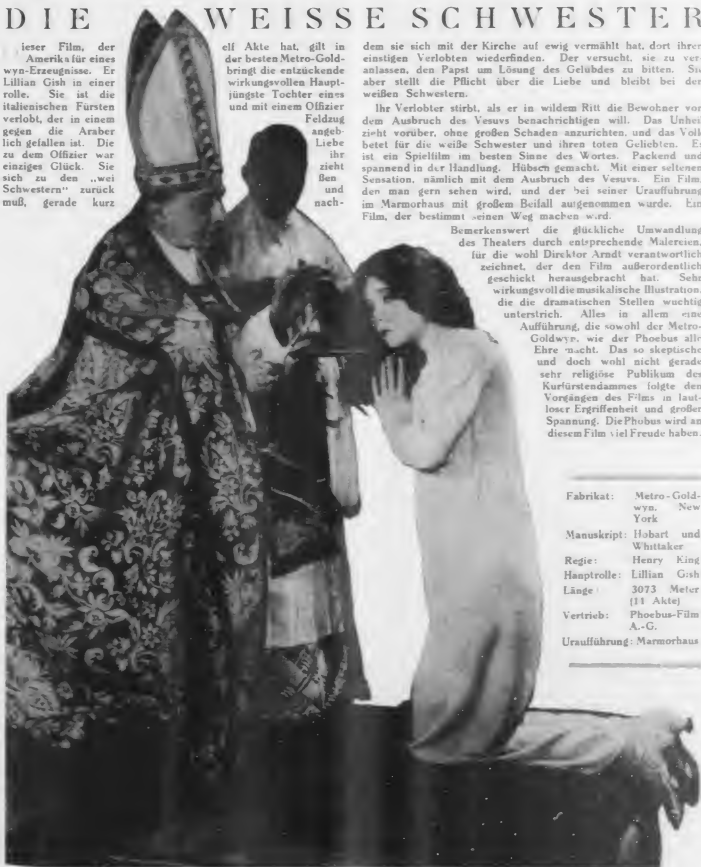 DIE WEISSE SCHWESTER
ieser Film, der elf Akte hat, gilt in
Amerika für eines der besten Metro-Gold-
wyn-Erzeugnisse. Er bringt die entzückende
Lillian Gish in einer wirkungsvollen Haupt-
rolle. Sie ist die jüngste Tochter eines
italienischen Fürsten und mit einem Offizier
verlobt, der in einem Feldzug
gegen die Araber angeb-
lich gefallen ist. Die Liebe
zu dem Offizier war ihr
einziges Glück. Sie zieht
sich zu den „wei ßen
Schwestern" zurück und
muß, gerade kurz nach-
dem sie sich mit der Kirche auf ewig vermählt hat, dort ihren
einstigen Verlobten wiederfinden. Der versucht, sie zu ver-
anlassen, den Papst um Lösung des Gelübdes zu bitten. Sie
aber stellt die Pflicht über die Liebe und bleibt bei den
weißen Schwestern.
Ihr Verlobter stirbt, als er in wildem Ritt die Bewohner vor
dem Ausbruch des Vesuvs benachrichtigen will. Das Unheil
zieht vorüber, ohne großen Schaden anzurichten, und das Volk
betet für die weiße Schwester und ihren toten Geliebten. Es
ist ein Spielfilm im besten Sinne des Wortes. Packend und
spannend in der Handlung. Hübsch gemacht. Mit einer seltenen
Sensation, nämlich mit dem Ausbruch des Vesuvs. Ein Film,
den man gern sehen wird, und der bei seiner Uraufführung
im Marmorhaus mit großem Beifall aufgenommen wurde. Ein
Film, der bestimmt seinen Weg machen wird.
Bemerkenswert die glückliche Umwandlung
des Theaters durch entsprechende Malereien,
für die wohl Direktor Arndt verantwortlich
zeichnet, der den Film außerordentlich
geschickt herausgebracht hat. Sehr
wirkungsvoll die musikalische Illustration,
die die dramatischen Stellen wuchtig
unterstrich. Alles in allem eine
Aufführung, die sowohl der Metro-
Goldwyn, wie der Phoebus alle
Ehre macht. Das so skeptische
und doch wohl nicht gerade
sehr religiöse Publikum des
Kurfürstendammes folgte den
Vorgängen des Films in laut-
loser Ergriffenheit und großer
Spannung. Die Phöbus wird an
diesem Film viel Freude haben.
Fabrikat: Metro-Gold-
wyn, New
York
Manuskript: Hobart und
Whittaker
Regie: Henry King
Hauptrolle: Lillian Gish
Länge: 3073 Meter
(11 Akte)
Vertrieb: Phoebus-Film
A.-G.
Uraufführung: Marmorhaus